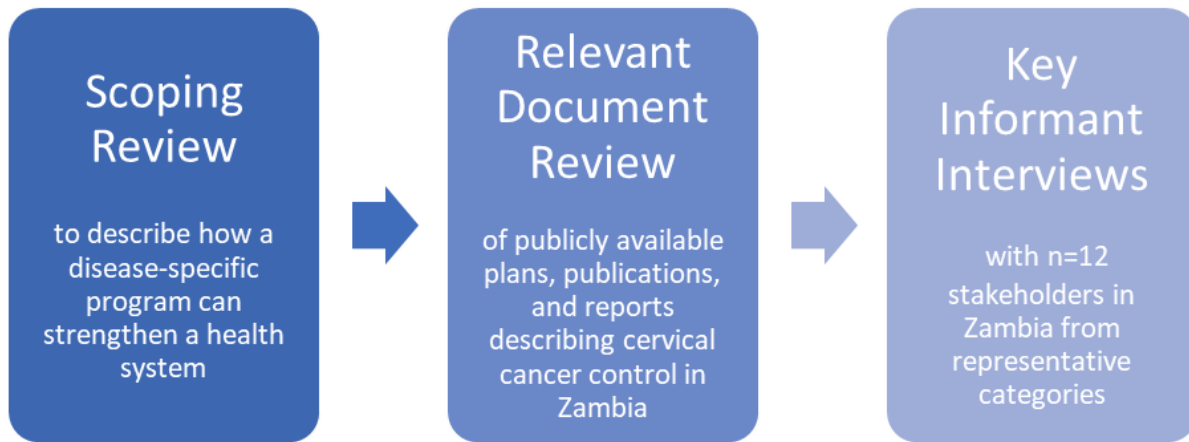 Scoping
Review
to describe how a
disease-specific
program can
strengthen a health
system
Relevant
Document
Review
of publicly available
plans, publications,
and reports
describing cervical
cancer control in
Zambia
Key
Informant
Interviews
with n=12
stakeholders in
Zambia from
representative
categories